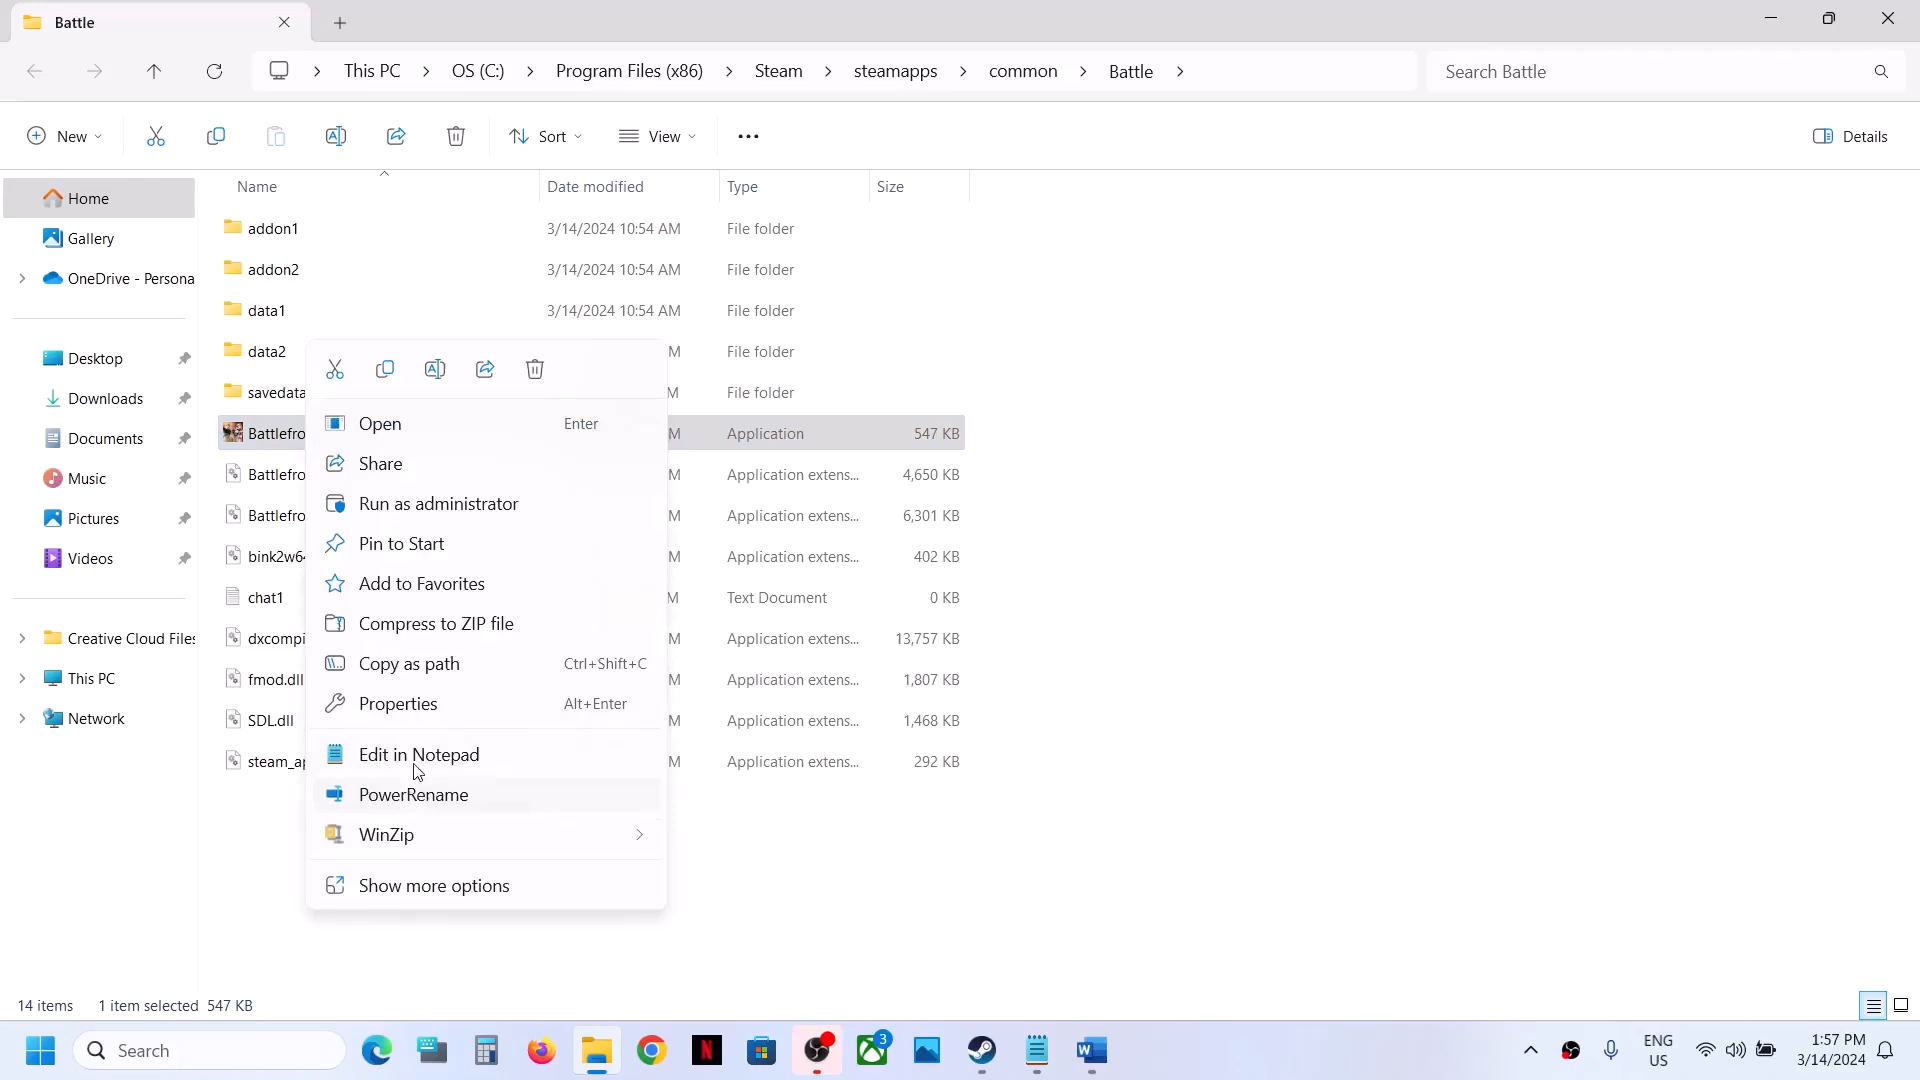 Battle
This PC > OS (C:) > Program Files (x86) > Steam > steamapps > common > Battle >
Search Battle
New
Sort
View
Details
Name
Date modified
Type
Size
Home
Gallery
OneDrive - Persona
Desktop
Downloads
Documents
Music
Pictures
Videos
Creative Cloud Files
This PC
Network
addon1 3/14/2024 10:54 AM File folder
addon2 3/14/2024 10:54 AM File folder
data1 3/14/2024 10:54 AM File folder
data2 M File folder
savedata M File folder
Battlefro M Application 547 KB
Battlefro M Application extens... 4,650 KB
Battlefro M Application extens... 6,301 KB
bink2w64 M Application extens... 402 KB
chat1 M Text Document 0 KB
dxcompi M Application extens... 13,757 KB
fmod.dll M Application extens... 1,807 KB
SDL.dll M Application extens... 1,468 KB
steam_ap M Application extens... 292 KB
Open Enter
Share
Run as administrator
Pin to Start
Add to Favorites
Compress to ZIP file
Copy as path Ctrl+Shift+C
Properties Alt+Enter
Edit in Notepad
PowerRename
WinZip
Show more options
14 items 1 item selected 547 KB
Search
3
ENG
US
1:57 PM
3/14/2024